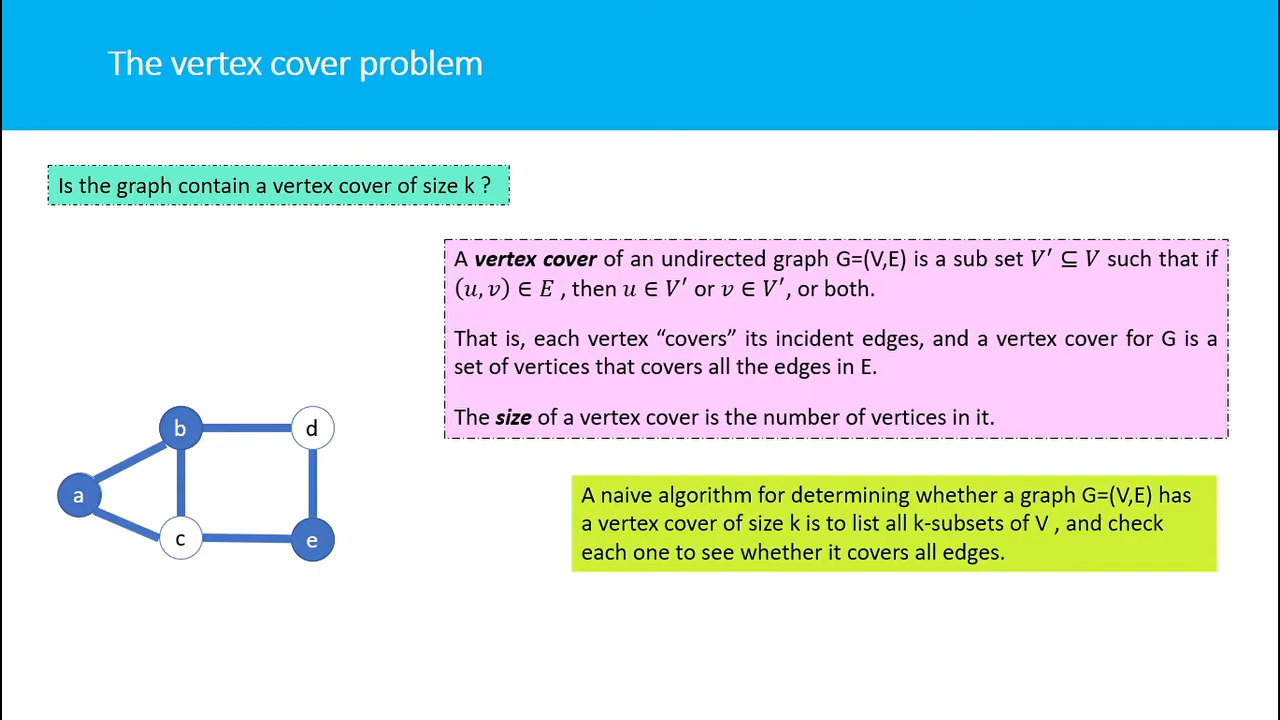 The vertex cover problem
Is the graph contain a vertex cover of size k ?
A vertex cover of an undirected graph G=(V,E) is a sub set V′ ⊆ V such that if
(u, v) ∈ E , then u ∈ V′ or v ∈ V′, or both.
That is, each vertex “covers” its incident edges, and a vertex cover for G is a
set of vertices that covers all the edges in E.
The size of a vertex cover is the number of vertices in it.
b
d
a
c
e
A naive algorithm for determining whether a graph G=(V,E) has
a vertex cover of size k is to list all k-subsets of V , and check
each one to see whether it covers all edges.